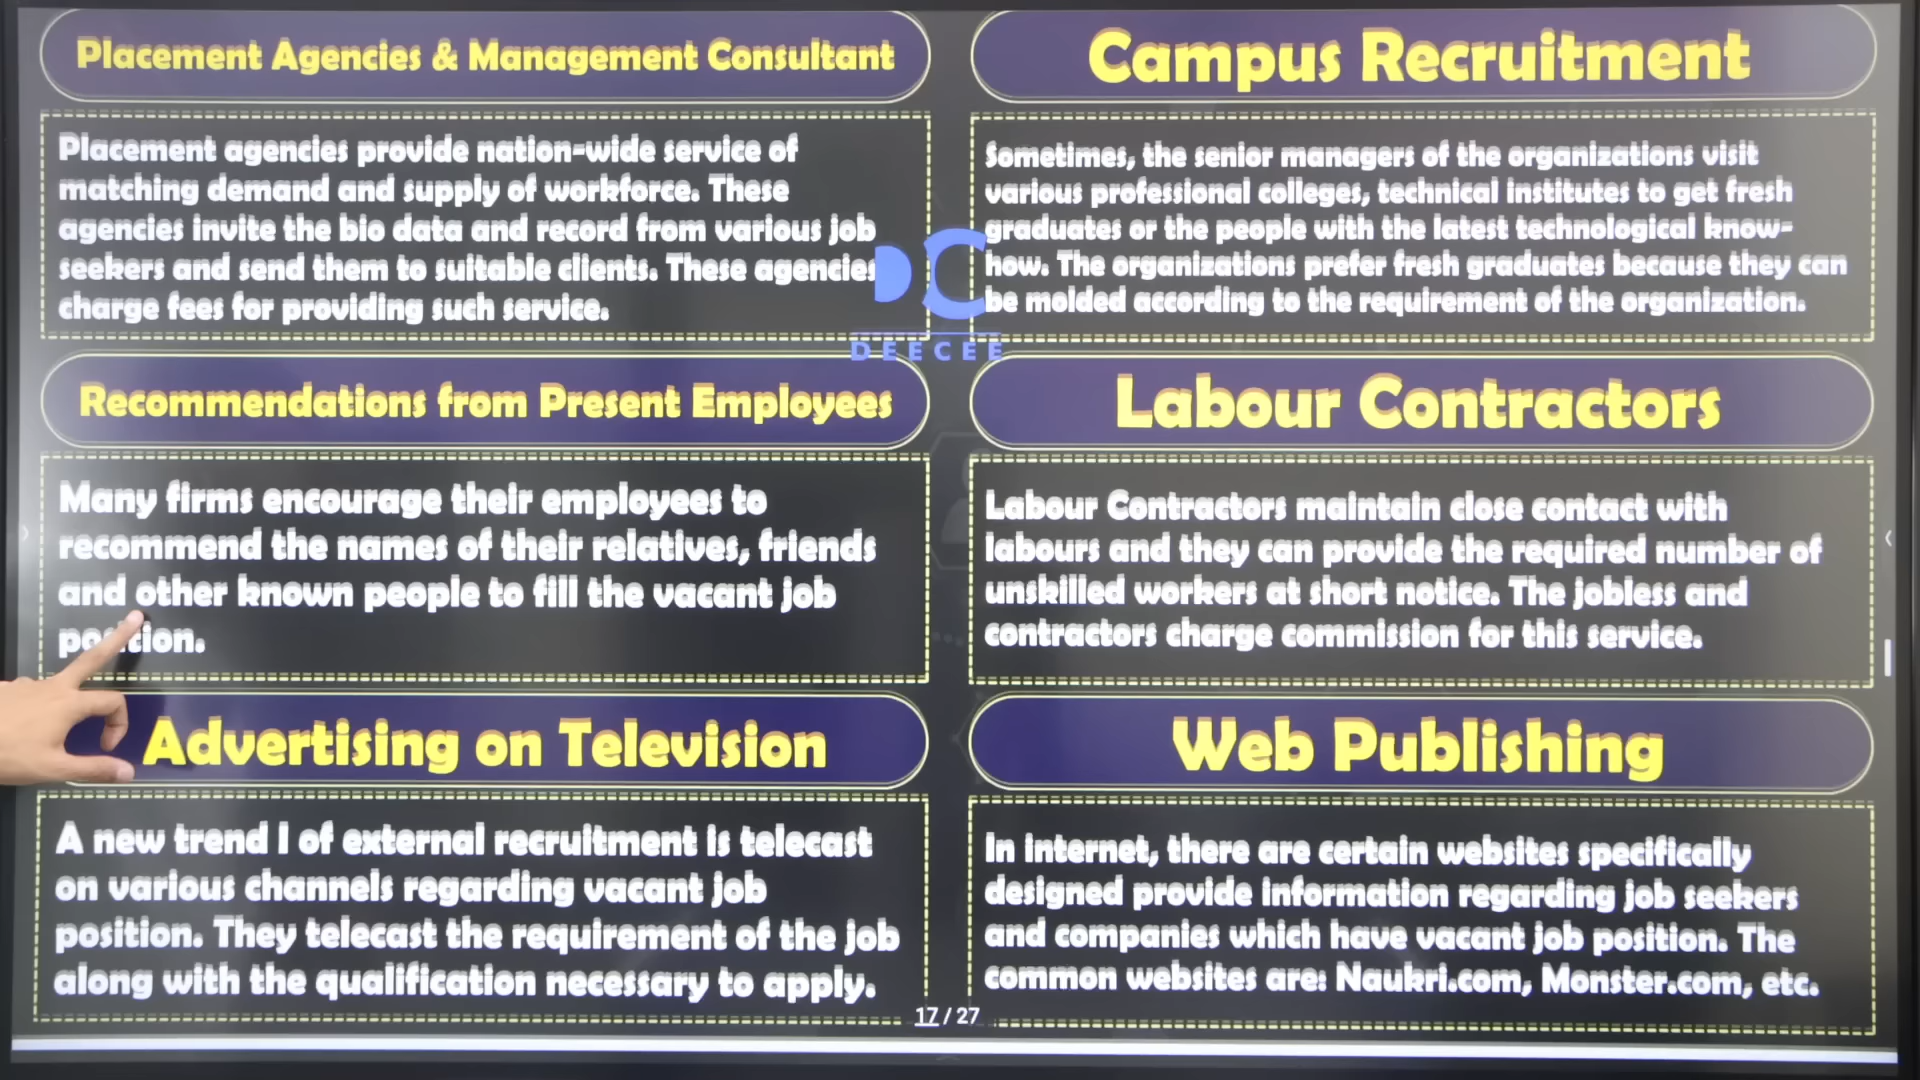 Placement Agencies & Management Consultant
Placement agencies provide nation-wide service of
matching demand and supply of workforce. These
agencies invite the bio data and record from various job
seekers and send them to suitable clients. These agencies
charge fees for providing such service.
Campus Recruitment
Sometimes, the senior managers of the organizations visit
various professional colleges, technical institutes to get fresh
graduates or the people with the latest technological know-
how. The organizations prefer fresh graduates because they can
be molded according to the requirement of the organization.
DC
DEECEE
Recommendations from Present Employees
Many firms encourage their employees to
recommend the names of their relatives, friends
and other known people to fill the vacant job
position.
Labour Contractors
Labour Contractors maintain close contact with
labours and they can provide the required number of
unskilled workers at short notice. The jobless and
contractors charge commission for this service.
Advertising on Television
A new trend I of external recruitment is telecast
on various channels regarding vacant job
position. They telecast the requirement of the job
along with the qualification necessary to apply.
Web Publishing
In internet, there are certain websites specifically
designed provide information regarding job seekers
and companies which have vacant job position. The
common websites are: Naukri.com, Monster.com, etc.
17 / 27